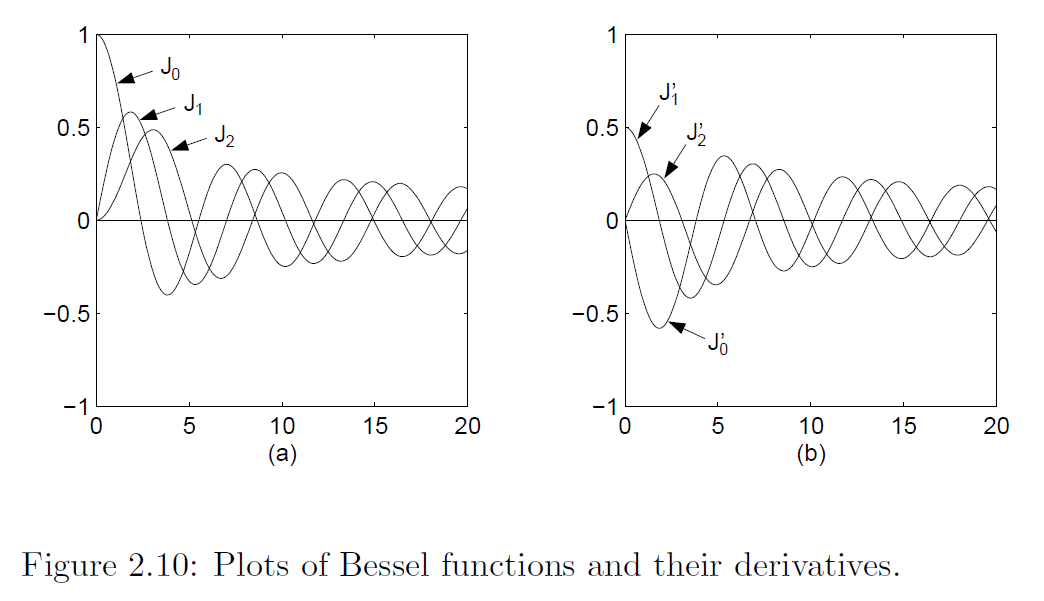 1
J0
J1
0.5
J2
0
−0.5
−1
0 5 10 15 20
(a)
1
J'1
0.5
J'2
0
−0.5
J'0
−1
0 5 10 15 20
(b)
Figure 2.10: Plots of Bessel functions and their derivatives.